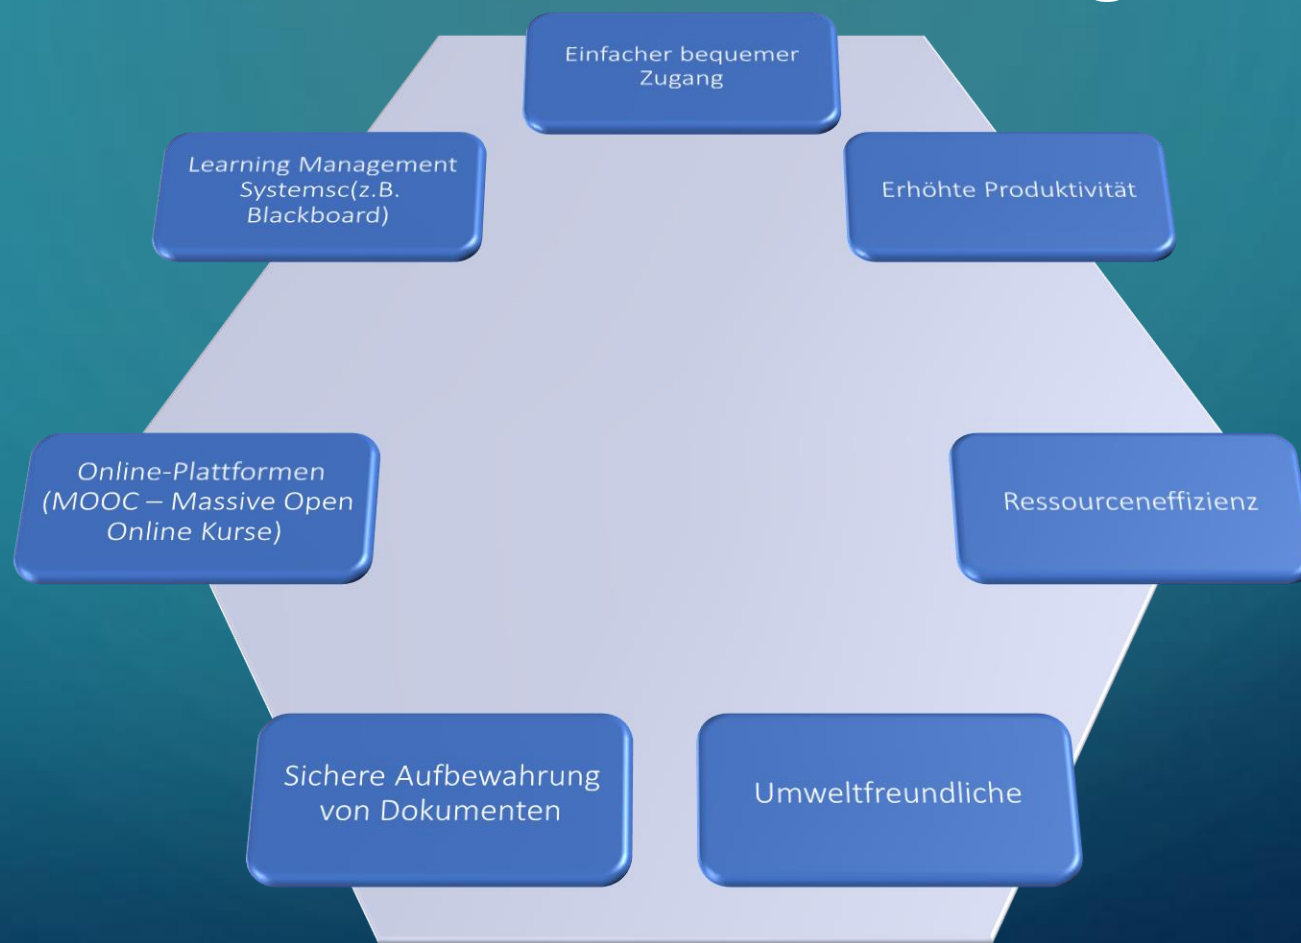 Einfacher bequemer
Zugang
Erhöhte Produktivität
Ressourceneffizienz
Umweltfreundliche
Sichere Aufbewahrung
von Dokumenten
Online-Plattformen
(MOOC – Massive Open
Online Kurse)
Learning Management
Systemsc(z.B.
Blackboard)